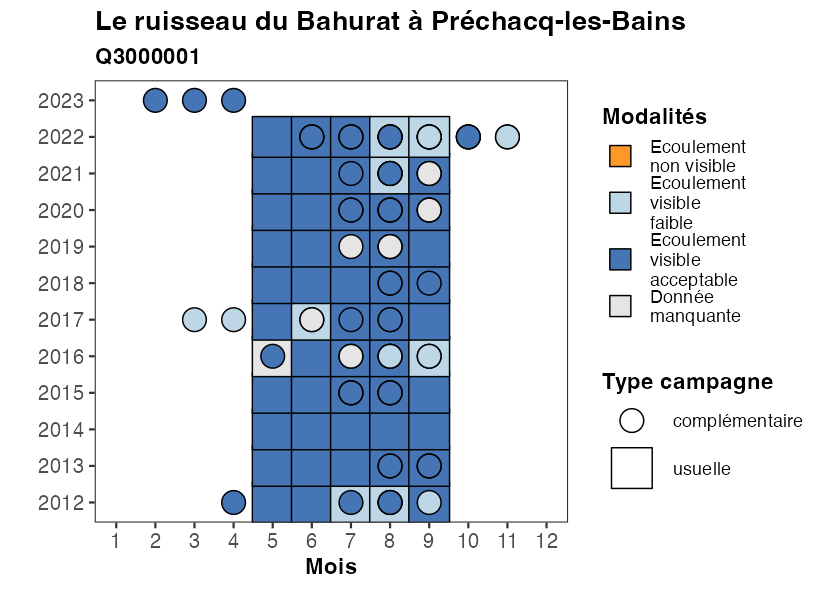 Le ruisseau du Bahurat à Préchacq-les-Bains
Q3000001
2023
2022
2021
2020
2019
2018
2017
2016
2015
2014
2013
2012
1 2 3 4 5 6 7 8 9 10 11 12
Mois
Modalités
Ecoulement
non visible
Ecoulement
visible
faible
Ecoulement
visible
acceptable
Donnée
manquante
Type campagne
complémentaire
usuelle